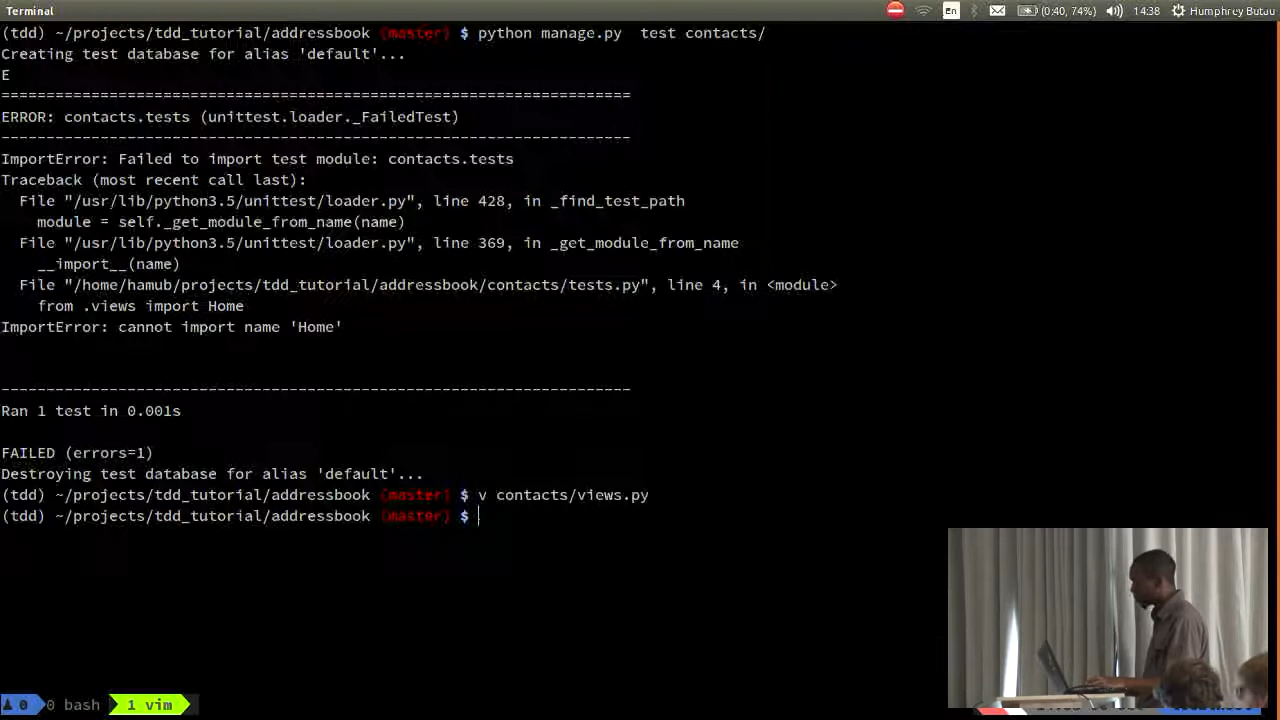 Terminal
En
(0:40, 74%)
14:38
Humphrey Butau
(tdd) ~/projects/tdd_tutorial/addressbook (master) $ python manage.py  test contacts/
Creating test database for alias 'default'...
E
======================================================================
ERROR: contacts.tests (unittest.loader._FailedTest)
----------------------------------------------------------------------
ImportError: Failed to import test module: contacts.tests
Traceback (most recent call last):
  File "/usr/lib/python3.5/unittest/loader.py", line 428, in _find_test_path
    module = self._get_module_from_name(name)
  File "/usr/lib/python3.5/unittest/loader.py", line 369, in _get_module_from_name
    __import__(name)
  File "/home/hamub/projects/tdd_tutorial/addressbook/contacts/tests.py", line 4, in <module>
    from .views import Home
ImportError: cannot import name 'Home'
----------------------------------------------------------------------
Ran 1 test in 0.001s
FAILED (errors=1)
Destroying test database for alias 'default'...
(tdd) ~/projects/tdd_tutorial/addressbook (master) $ v contacts/views.py
(tdd) ~/projects/tdd_tutorial/addressbook (master) $
0 0 bash 1 vim